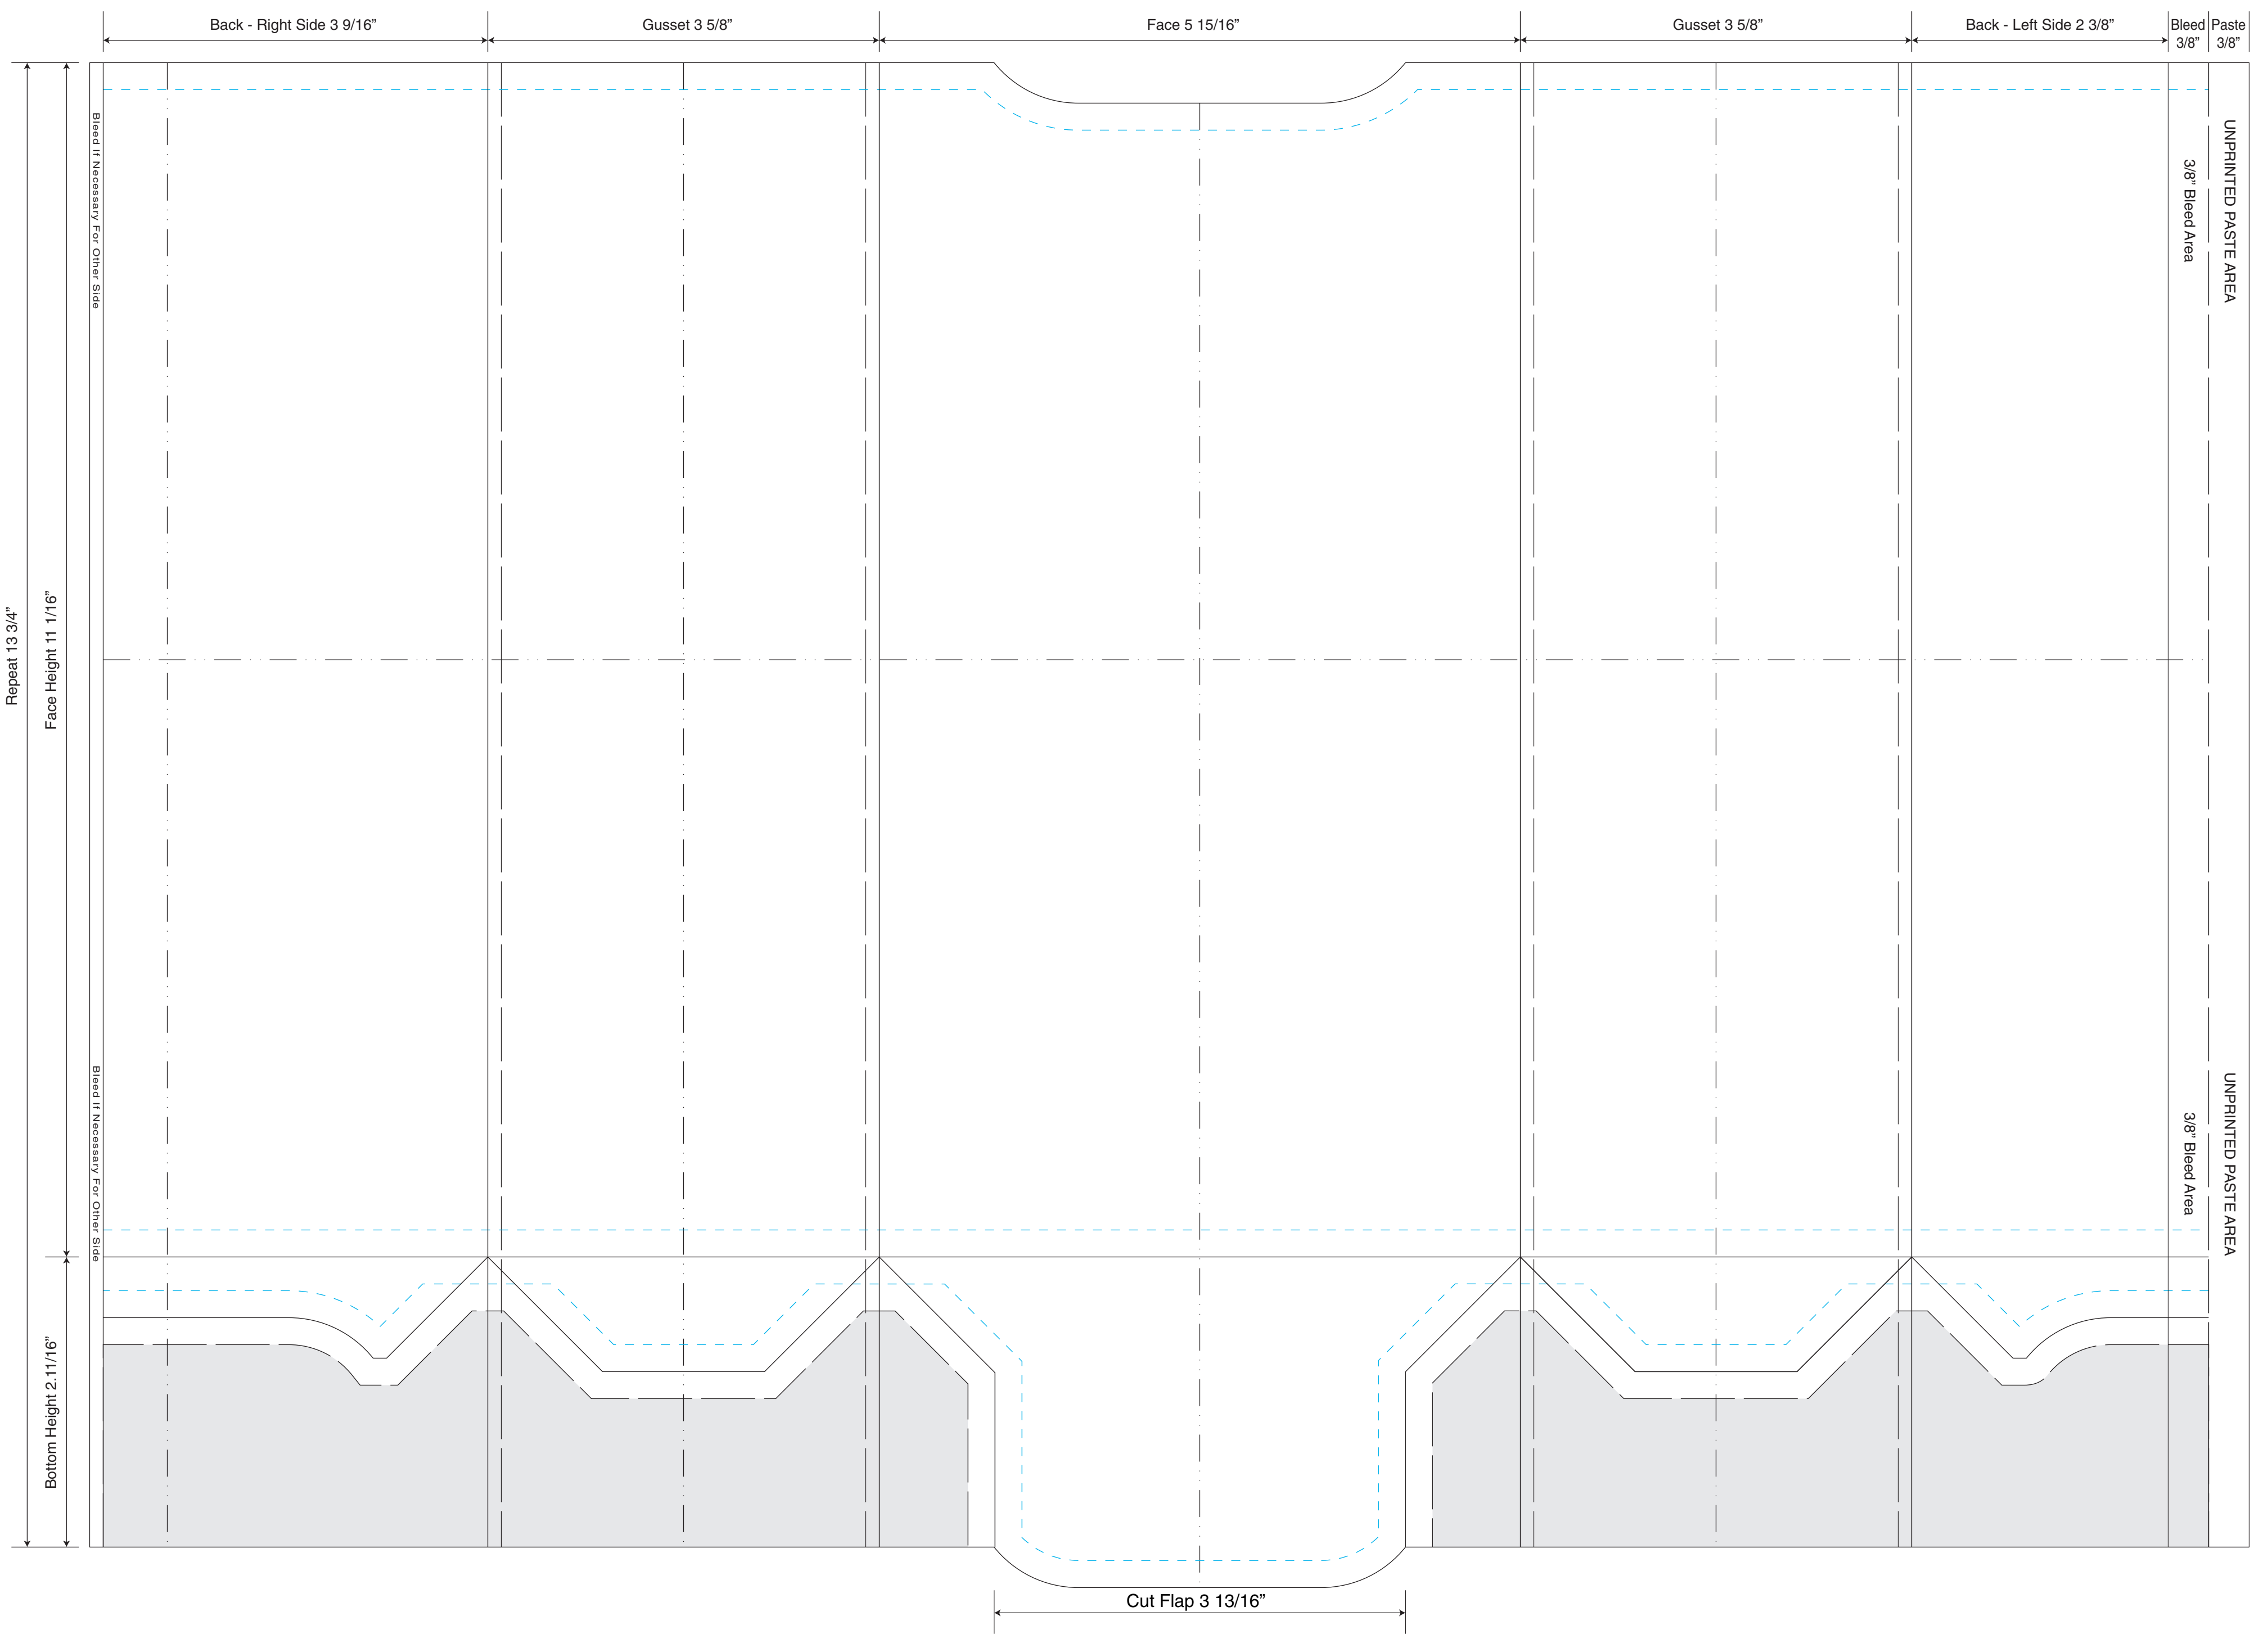 Back - Right Side 3 9/16”
Gusset 3 5/8”
Face 5 15/16”
Gusset 3 5/8”
Back - Left Side 2 3/8”
Bleed
3/8”
Paste
3/8”
Bleed If Necessary For Other Side
3/8” Bleed Area
UNPRINTED PASTE AREA
Repeat 13 3/4”
Face Height 11 1/16”
Bleed If Necessary For Other Side
3/8” Bleed Area
UNPRINTED PASTE AREA
Bottom Height 2.11/16”
Cut Flap 3 13/16”